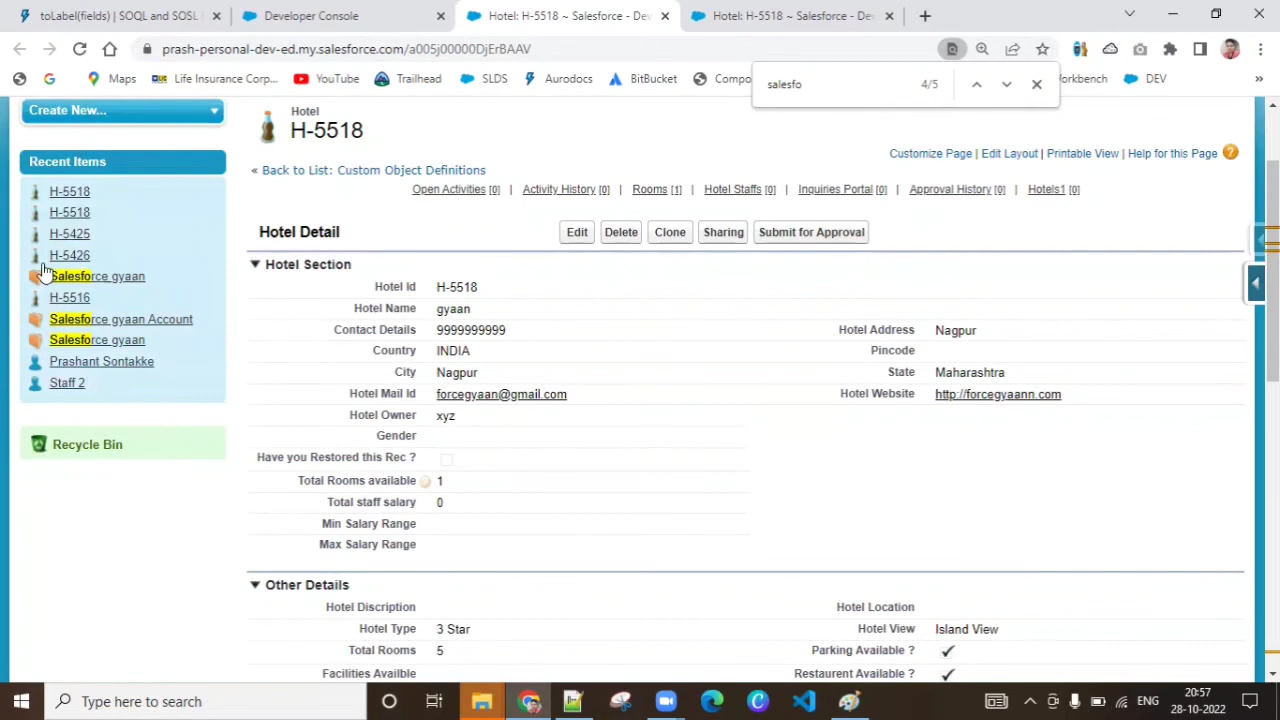 toLabel(fields) | SOQL and SOSL
Developer Console
Hotel: H-5518 ~ Salesforce - Dev
Hotel: H-5518 ~ Salesforce - De
prash-personal-dev-ed.my.salesforce.com/a005j00000DjErBAAV
Maps
Life Insurance Corp...
YouTube
Trailhead
SLDS
Aurodocs
BitBucket
Compo
orkbench
DEV
»
salesfo
4/5
Create New...
Hotel
H-5518
Customize Page | Edit Layout | Printable View | Help for this Page
Recent Items
« Back to List: Custom Object Definitions
H-5518
H-5518
H-5425
H-5426
Salesforce gyaan
H-5516
Salesforce gyaan Account
Salesforce gyaan
Prashant Sontakke
Staff 2
Recycle Bin
Open Activities [0] | Activity History [0] | Rooms [1] | Hotel Staffs [0] | Inquiries Portal [0] | Approval History [0] | Hotels1 [0]
Hotel Detail
Edit Delete Clone Sharing Submit for Approval
Hotel Section
Hotel Id H-5518
Hotel Name gyaan
Contact Details 9999999999 Hotel Address Nagpur
Country INDIA Pincode
City Nagpur State Maharashtra
Hotel Mail Id forcegyaan@gmail.com Hotel Website http://forcegyaann.com
Hotel Owner xyz
Gender
Have you Restored this Rec ?
Total Rooms available 1
Total staff salary 0
Min Salary Range
Max Salary Range
Other Details
Hotel Discription Hotel Location
Hotel Type 3 Star Hotel View Island View
Total Rooms 5 Parking Available ?
Facilities Availble Restaurant Available ?
Type here to search
ENG
20:57
28-10-2022